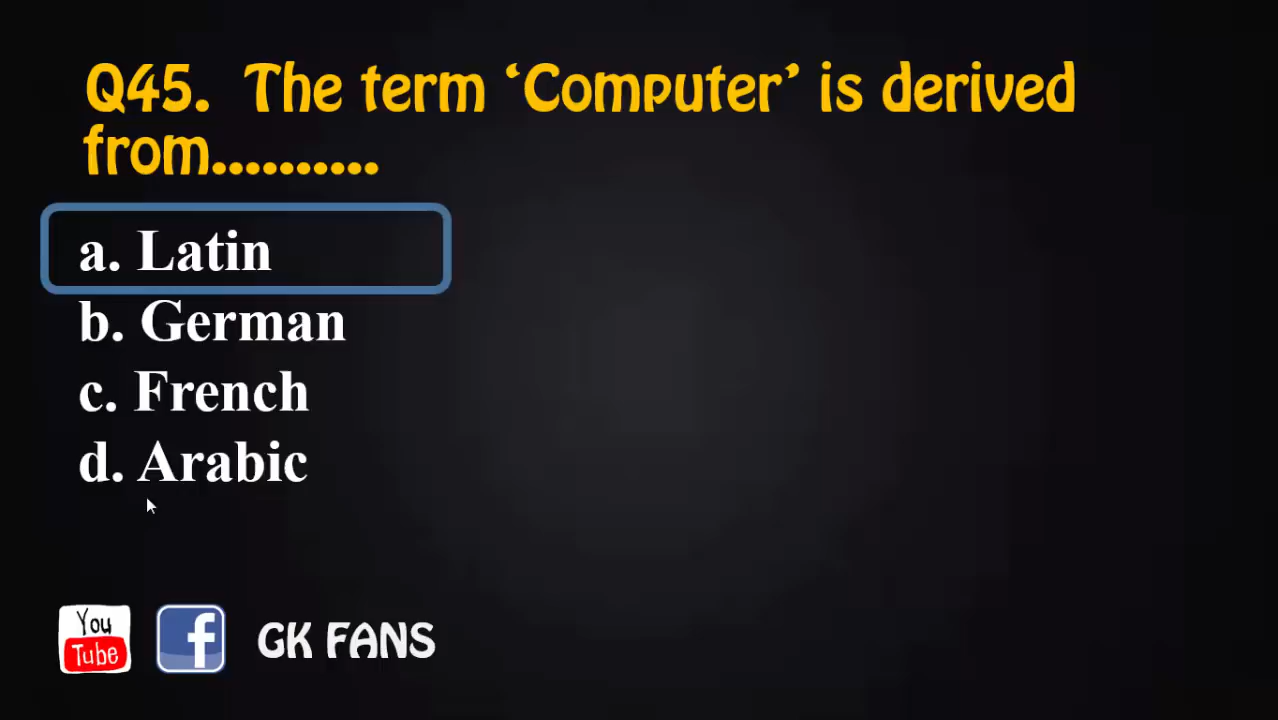 Q45. The term ‘Computer’ is derived
from..........
a. Latin
b. German
c. French
d. Arabic
You
Tube
f
GK FANS